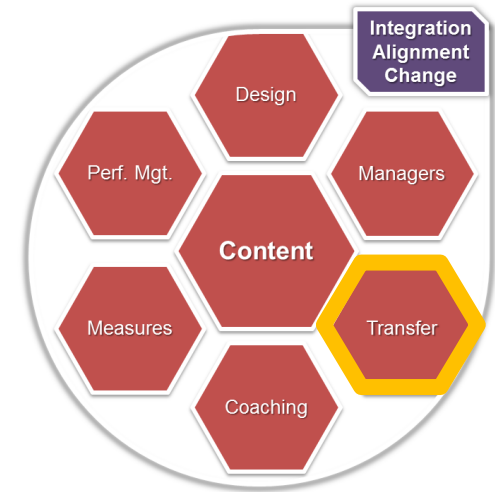 Integration
Alignment
Change
Design
Perf. Mgt.
Managers
Content
Measures
Transfer
Coaching